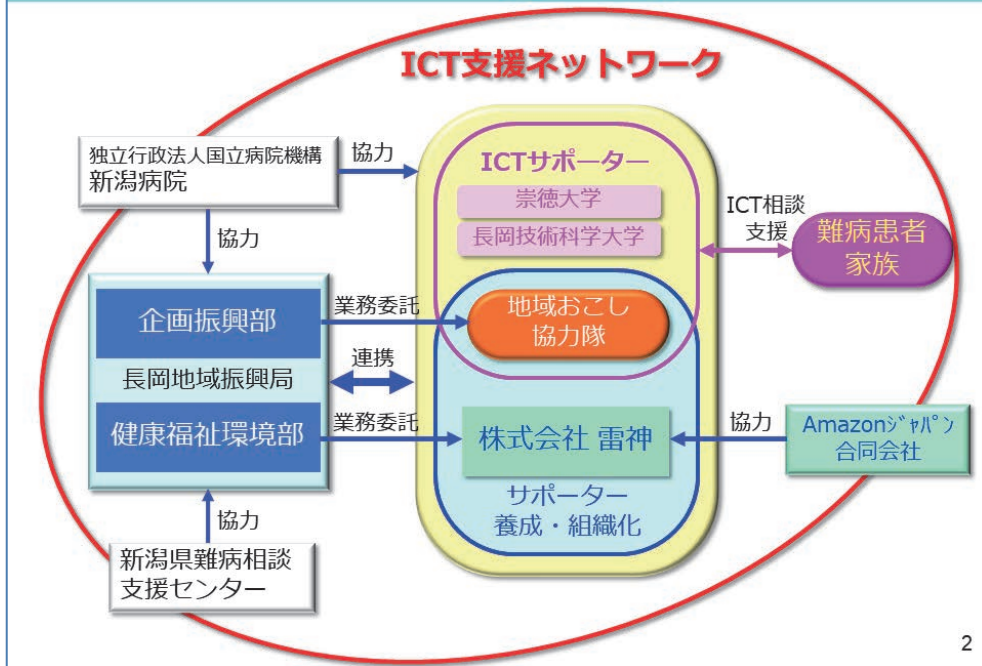 ICT支援ネットワーク
独立行政法人国立病院機構
新潟病院
協力
協力
ICTサポーター
崇徳大学
長岡技術科学大学
ICT相談
支援
難病患者
家族
企画振興部
長岡地域振興局
健康福祉環境部
業務委託
連携
業務委託
地域おこし
協力隊
株式会社 雷神
サポーター
養成・組織化
協力
Amazonｼﾞｬﾊﾟﾝ
合同会社
協力
新潟県難病相談
支援センター
2